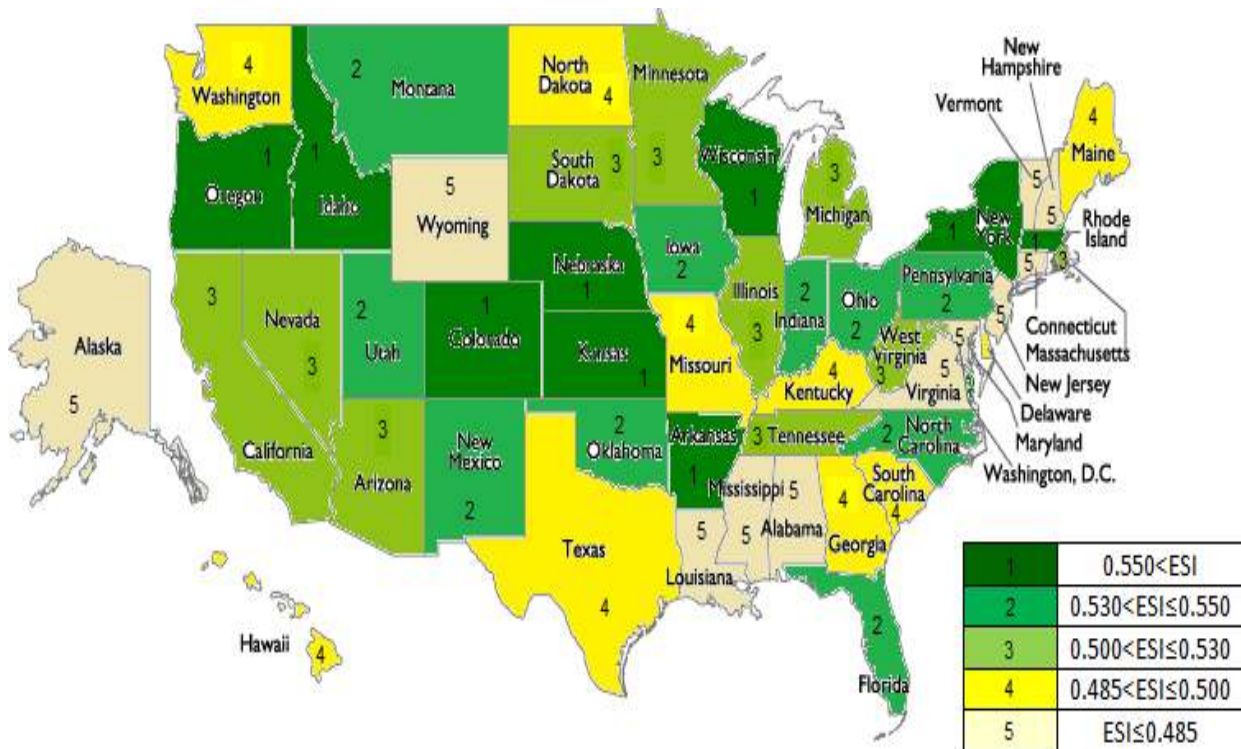 4
Washington
2
Montana
North
Dakota
4
Minnesota
3
New
Hampshire
Vermont
4
Maine
1
Oregon
1
Idaho
5
Wyoming
South
Dakota
3
Wisconsin
1
3
Michigan
5
5
1
New
York
Rhode
Island
1
5
3
3
Nevada
3
California
2
Utah
1
Colorado
Nebraska
1
Kansas
1
Iowa
2
Illinois
3
2
Indiana
Ohio
2
Pennsylvania
2
5
Connecticut
Massachusetts
New Jersey
Delaware
Maryland
Washington, D.C.
4
Missouri
4
Kentucky
West
Virginia
3
5
5
Virginia
Alaska
5
3
Arizona
New
Mexico
2
2
Oklahoma
Arkansas
1
3
Tennessee
2
North
Carolina
South
Carolina
4
Mississippi
5
5
Alabama
4
Georgia
Texas
4
5
Louisiana
2
Florida
Hawaii
4
1 0.550<ESI
2 0.530<ESI≤0.550
3 0.500<ESI≤0.530
4 0.485<ESI≤0.500
5 ESI≤0.485